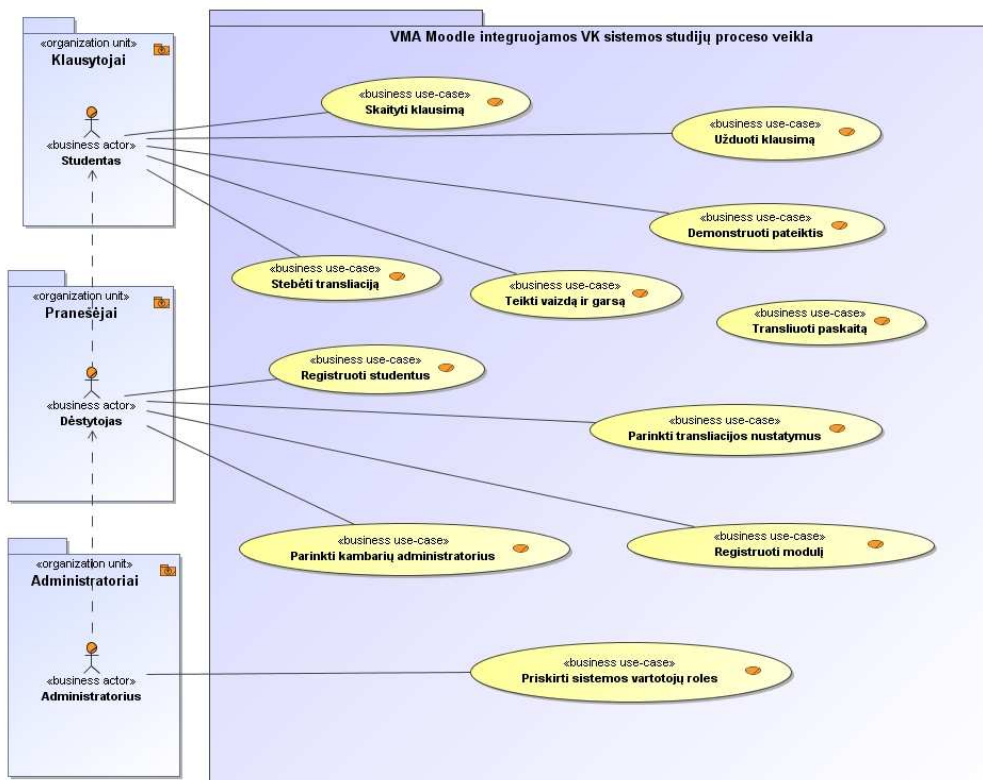 «organization unit»
Klausytojai
«business actor»
Studentas
«organization unit»
Pranešėjai
«business actor»
Dėstytojas
«organization unit»
Administratoriai
«business actor»
Administratorius
VMA Moodle integruojamos VK sistemos studijų proceso veikla
«business use-case»
Skaityti klausimą
«business use-case»
Užduoti klausimą
«business use-case»
Demonstruoti pateiktis
«business use-case»
Stebėti transliaciją
«business use-case»
Teikti vaizdą ir garsą
«business use-case»
Transliuoti paskaitą
«business use-case»
Registruoti studentus
«business use-case»
Parinkti transliacijos nustatymus
«business use-case»
Parinkti kambarių administratorius
«business use-case»
Registruoti modulį
«business use-case»
Priskirti sistemos vartotojų roles